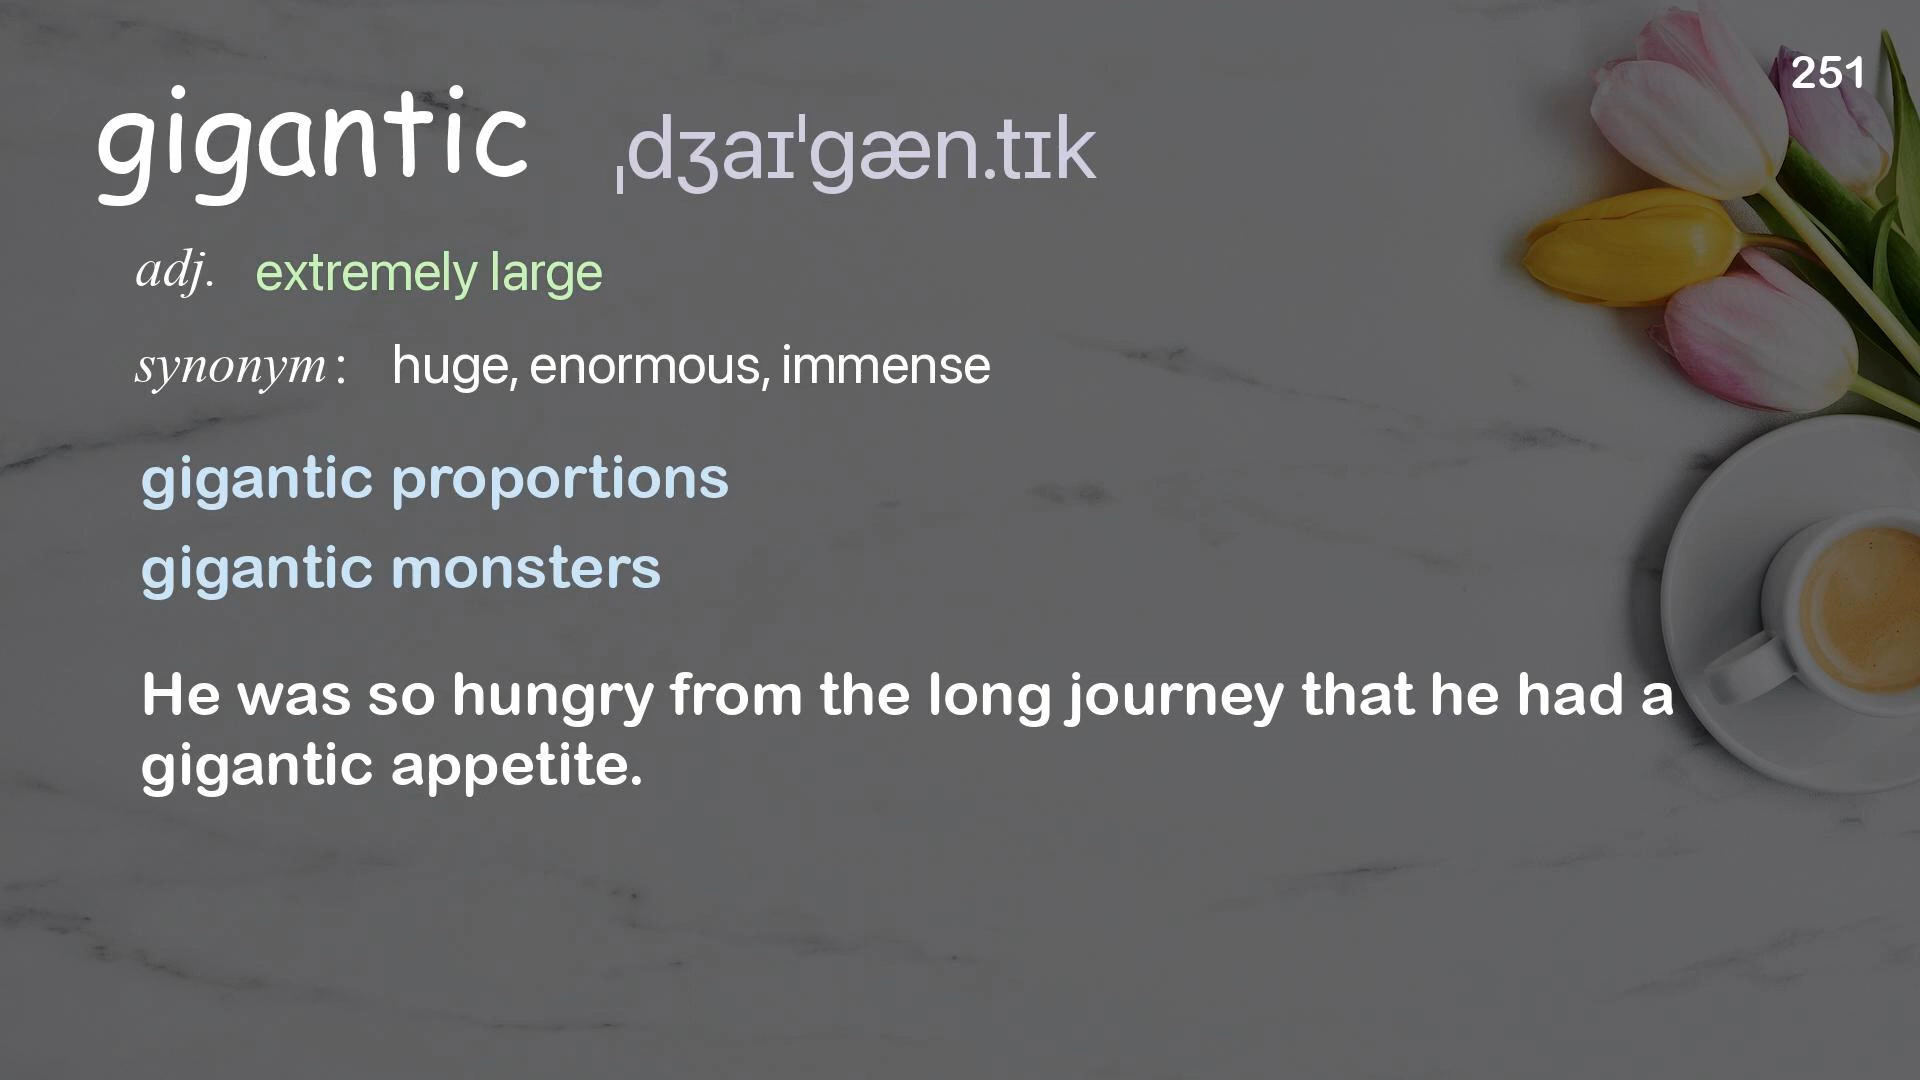 251
gigantic ˌdʒaɪˈɡæn.tɪk
adj. extremely large
synonym: huge, enormous, immense
gigantic proportions
gigantic monsters
He was so hungry from the long journey that he had a
gigantic appetite.